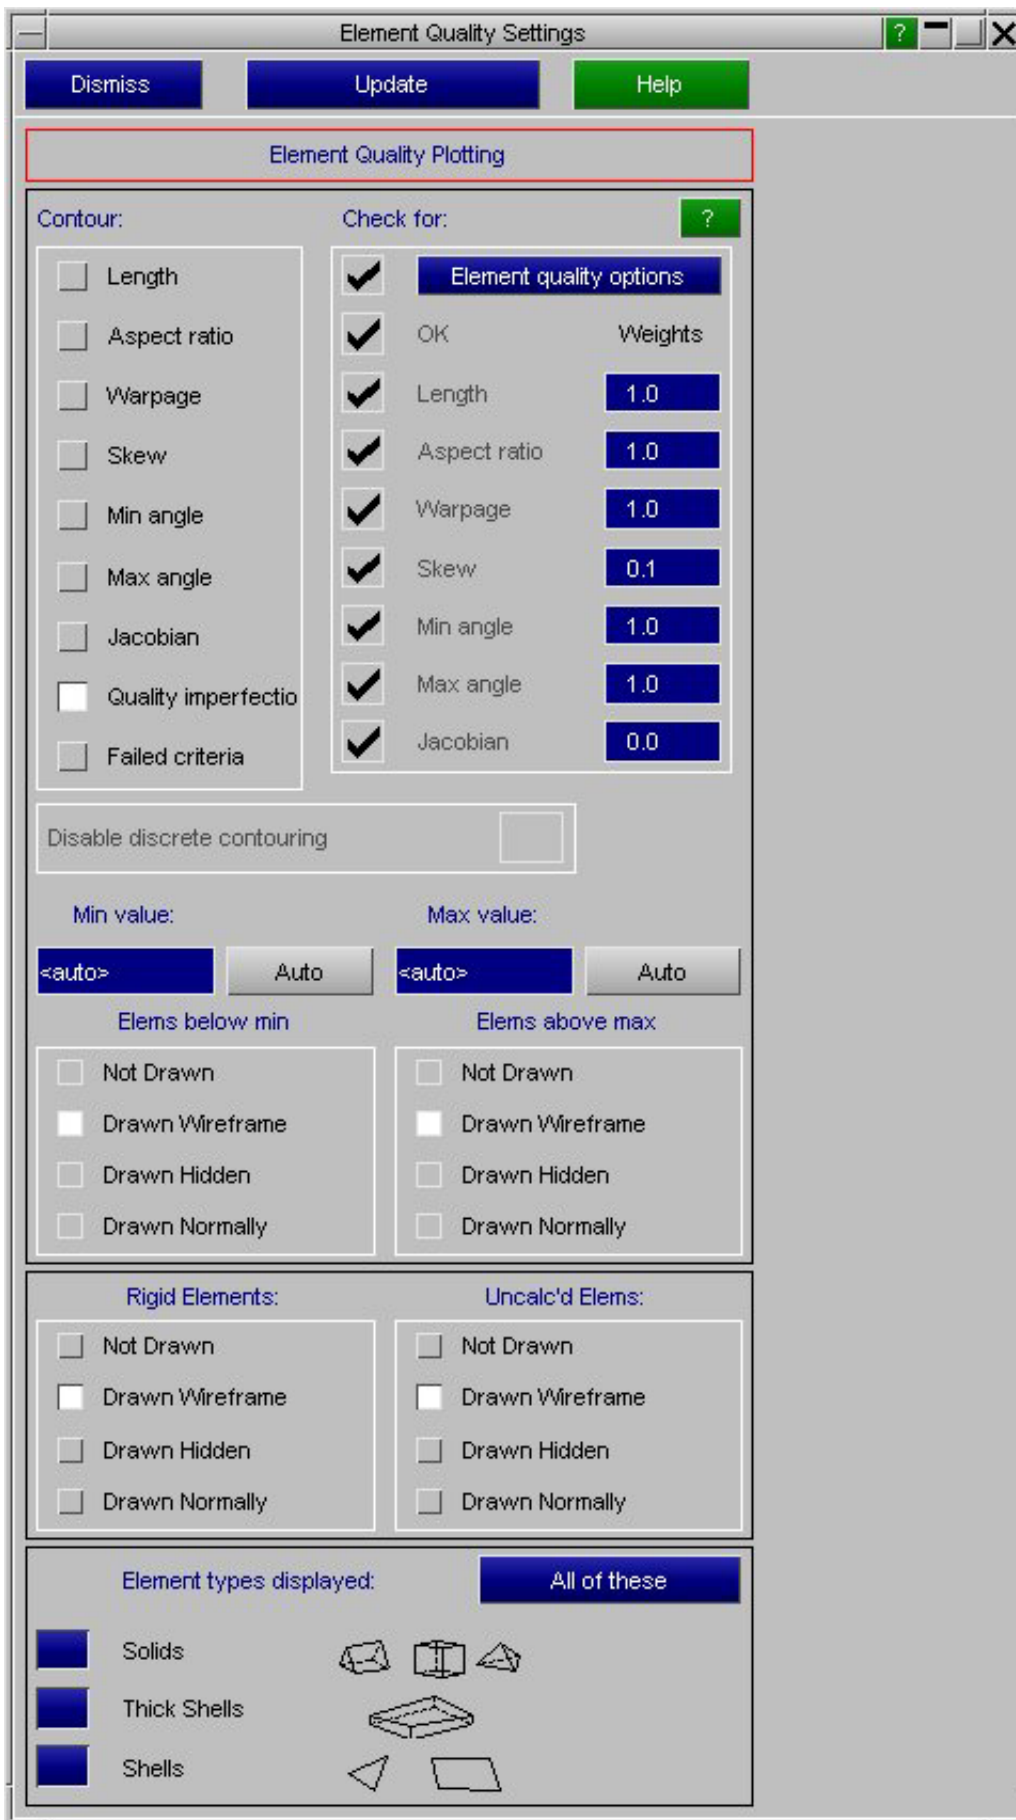 Element Quality Settings
?
Dismiss Update Help
Element Quality Plotting
Contour: Check for: ?
Length Element quality options
Aspect ratio OK Weights
Warpage Length 1.0
Skew Aspect ratio 1.0
Min angle Warpage 1.0
Max angle Skew 0.1
Jacobian Min angle 1.0
Quality imperfectio Max angle 1.0
Failed criteria Jacobian 0.0
Disable discrete contouring
Min value: Max value:
<auto> Auto <auto> Auto
Elems below min Elems above max
Not Drawn Not Drawn
Drawn Wireframe Drawn Wireframe
Drawn Hidden Drawn Hidden
Drawn Normally Drawn Normally
Rigid Elements: Uncalc'd Elems:
Not Drawn Not Drawn
Drawn Wireframe Drawn Wireframe
Drawn Hidden Drawn Hidden
Drawn Normally Drawn Normally
Element types displayed: All of these
Solids
Thick Shells
Shells